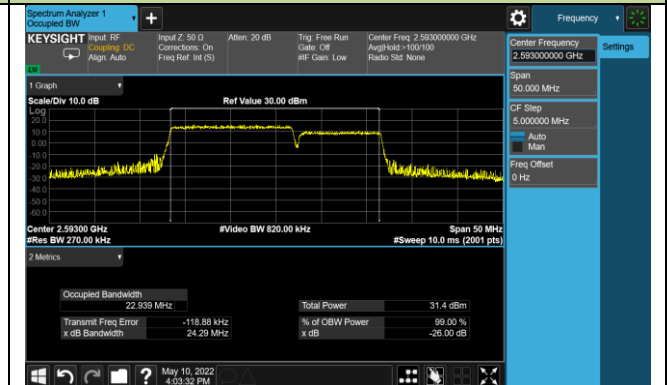 Spectrum Analyzer 1
Occupied BW
+
Frequency
KEYSIGHT
Input: RF
Coupling: DC
Align: Auto
Input Z: 50 Ω
Corrections: On
Freq Ref: Int (S)
Atten: 20 dB
Trig: Free Run
Gate: Off
#IF Gain: Low
Center Freq: 2.593000000 GHz
Avg|Hold:>100/100
Radio Std: None
Center Frequency
2.593000000 GHz
Settings
Span
50.000 MHz
CF Step
5.000000 MHz
Auto
Man
Freq Offset
0 Hz
1 Graph
Scale/Div 10.0 dB
Ref Value 30.00 dBm
Log
20.0
10.0
0.00
-10.0
-20.0
-30.0
-40.0
-50.0
-60.0
Center 2.59300 GHz
#Video BW 820.00 kHz
Span 50 MHz
#Res BW 270.00 kHz
#Sweep 10.0 ms (2001 pts)
2 Metrics
Occupied Bandwidth
22.939 MHz
Total Power
31.4 dBm
Transmit Freq Error
-118.88 kHz
% of OBW Power
99.00 %
x dB Bandwidth
24.29 MHz
x dB
-26.00 dB
?
May 10, 2022
4:03:32 PM